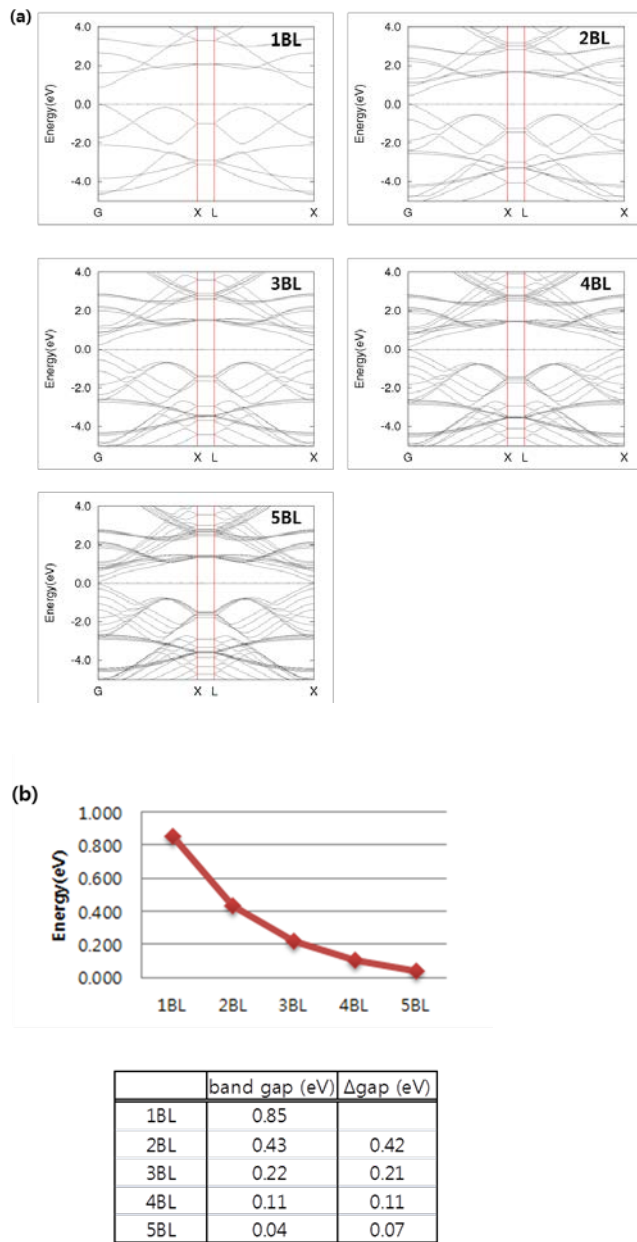 (a)
1BL
2BL
4.0
2.0
0.0
-2.0
-4.0
Energy(eV)
G X L X
4.0
2.0
0.0
-2.0
-4.0
Energy(eV)
G X L X
3BL
4BL
4.0
2.0
0.0
-2.0
-4.0
Energy(eV)
G X L X
4.0
2.0
0.0
-2.0
-4.0
Energy(eV)
G X L X
5BL
4.0
2.0
0.0
-2.0
-4.0
Energy(eV)
G X L X
(b)
1.000
0.800
0.600
0.400
0.200
0.000
Energy(eV)
1BL 2BL 3BL 4BL 5BL
band gap (eV) Δgap (eV)
1BL 0.85
2BL 0.43 0.42
3BL 0.22 0.21
4BL 0.11 0.11
5BL 0.04 0.07